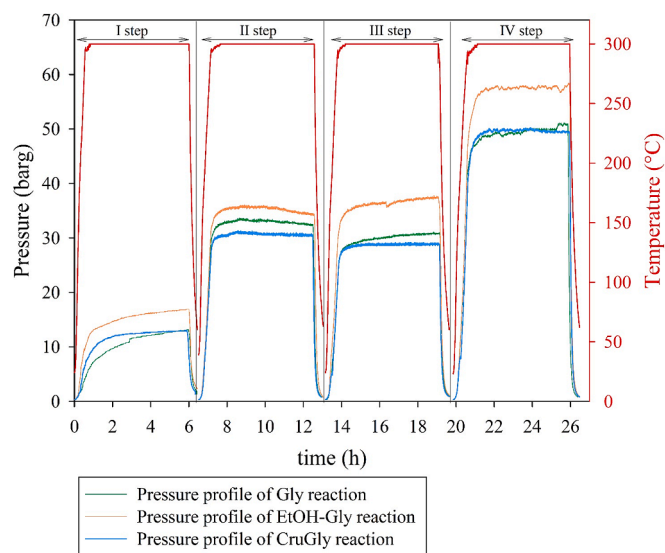 I step II step III step IV step
70
60
50
40
30
20
10
0
Pressure (barg)
300
250
200
150
100
50
0
Temperature (°C)
0 2 4 6 8 10 12 14 16 18 20 22 24 26
time (h)
Pressure profile of Gly reaction
Pressure profile of EtOH-Gly reaction
Pressure profile of CruGly reaction